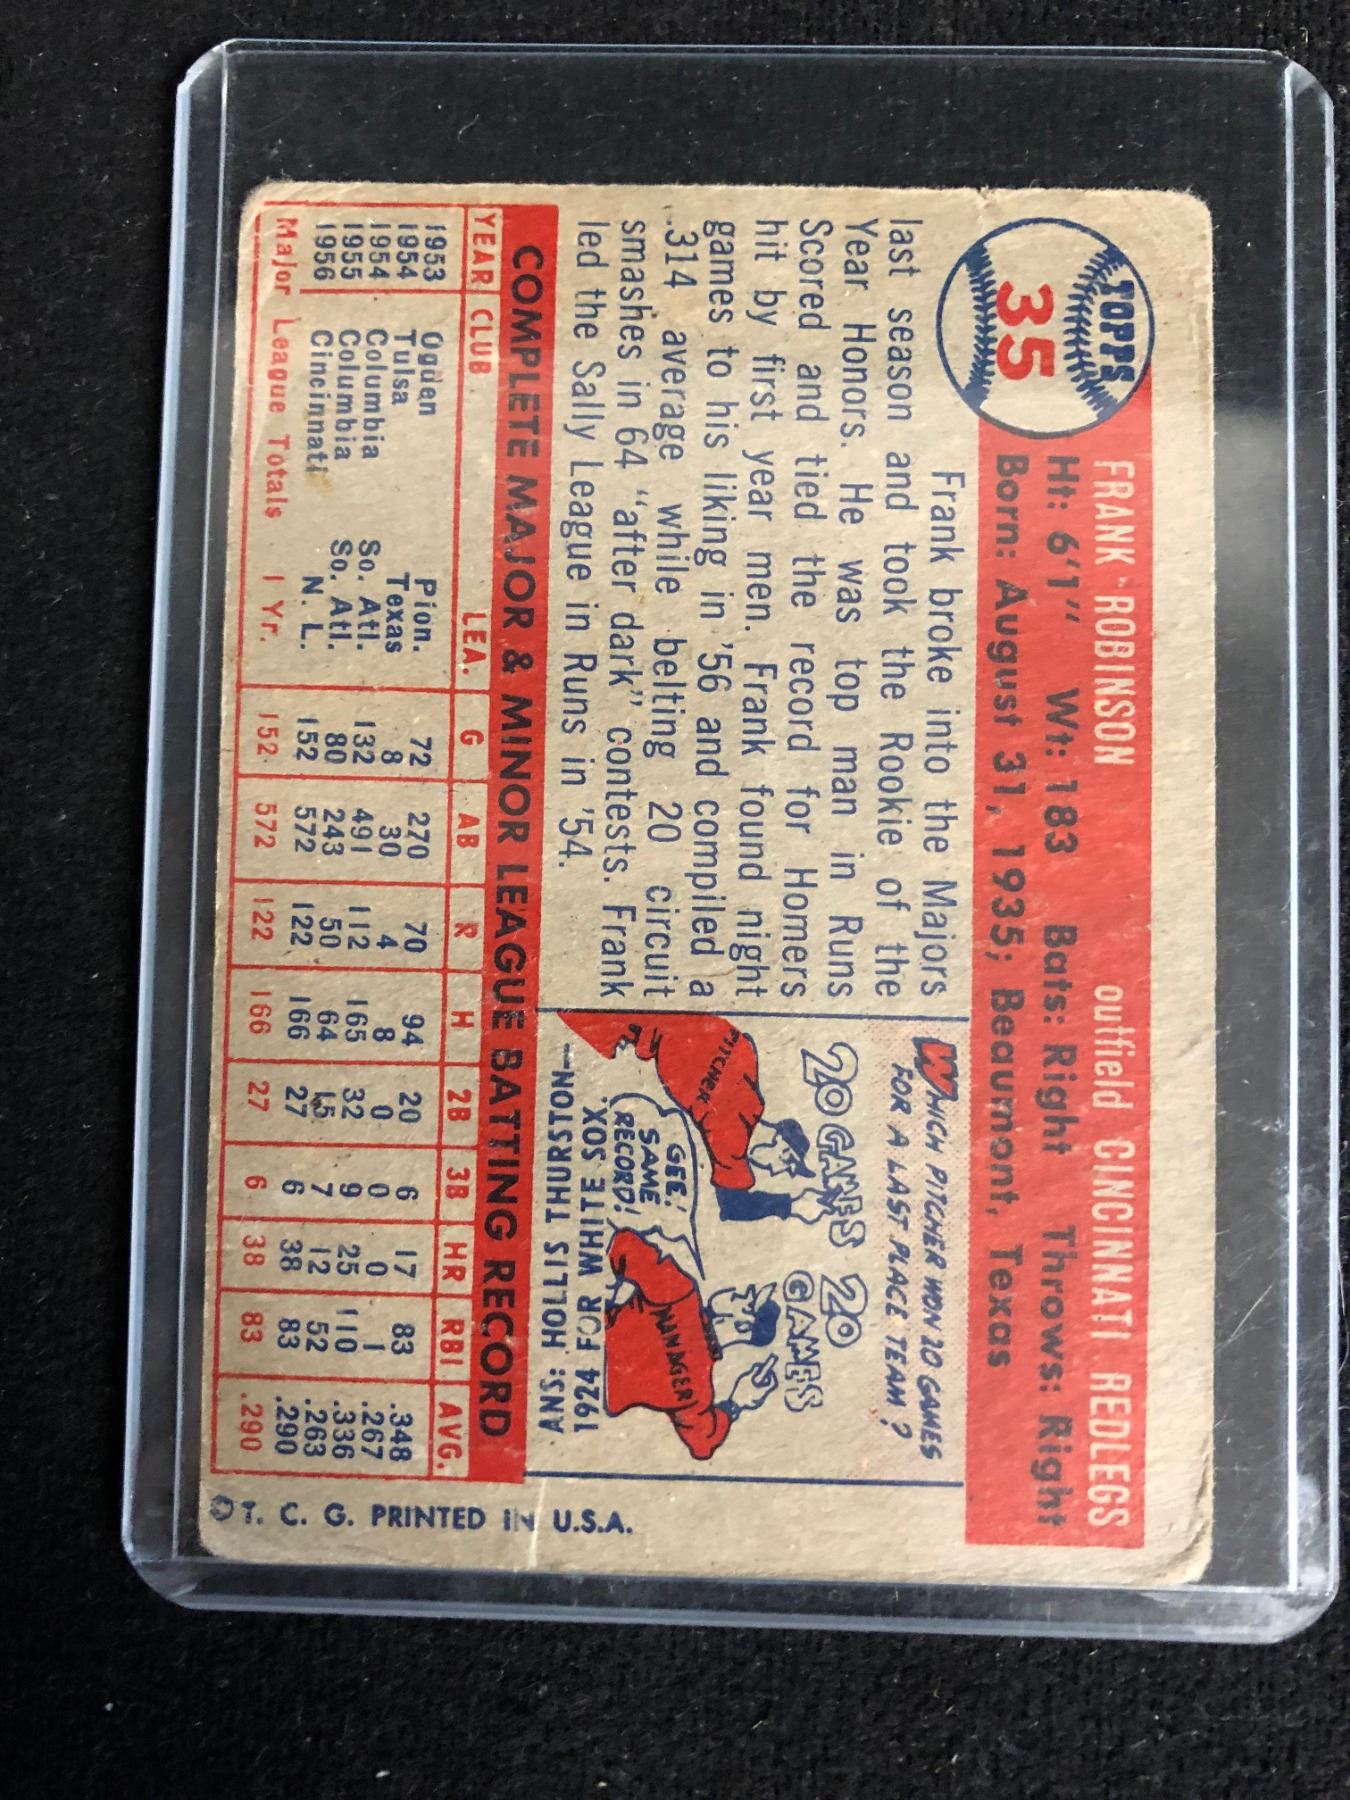 TOPPS
35
FRANK ROBINSON outfield CINCINNATI REDLEGS
Ht: 6'1" Wt: 183 Bats: Right Throws: Right
Born: August 31, 1935; Beaumont, Texas
Frank broke into the Majors
last season and took the Rookie of the
Year Honors. He was top man in Runs
Scored and tied the record for Homers
hit by first year men. Frank found night
games to his liking in '56 and compiled a
.314 average while belting 20 circuit
smashes in 64 "after dark" contests. Frank
led the Sally League in Runs in '54.
WHICH PITCHER WON 20 GAMES
FOR A LAST PLACE TEAM?
20 GAMES
20 GAMES
PITCHER
GEE! SAME RECORD!
MANAGER
ANS: HOLLIS THURSTON--
1924 FOR WHITE SOX.
COMPLETE MAJOR & MINOR LEAGUE BATTING RECORD
YEAR CLUB LEA. G AB R H 2B 3B HR RBI AVG.
1953 Ogden Pion. 72 270 70 94 20 6 17 83 .348
1954 Tulsa Texas 8 30 4 8 0 0 0 1 .267
1954 Columbia So. Atl. 132 491 112 165 32 9 25 110 .336
1955 Columbia So. Atl. 80 243 50 64 15 7 12 52 .263
1956 Cincinnati N. L. 152 572 122 166 27 6 38 83 .290
Major League Totals 1 Yr. 152 572 122 166 27 6 38 83 .290
©T. C. G. PRINTED IN U.S.A.